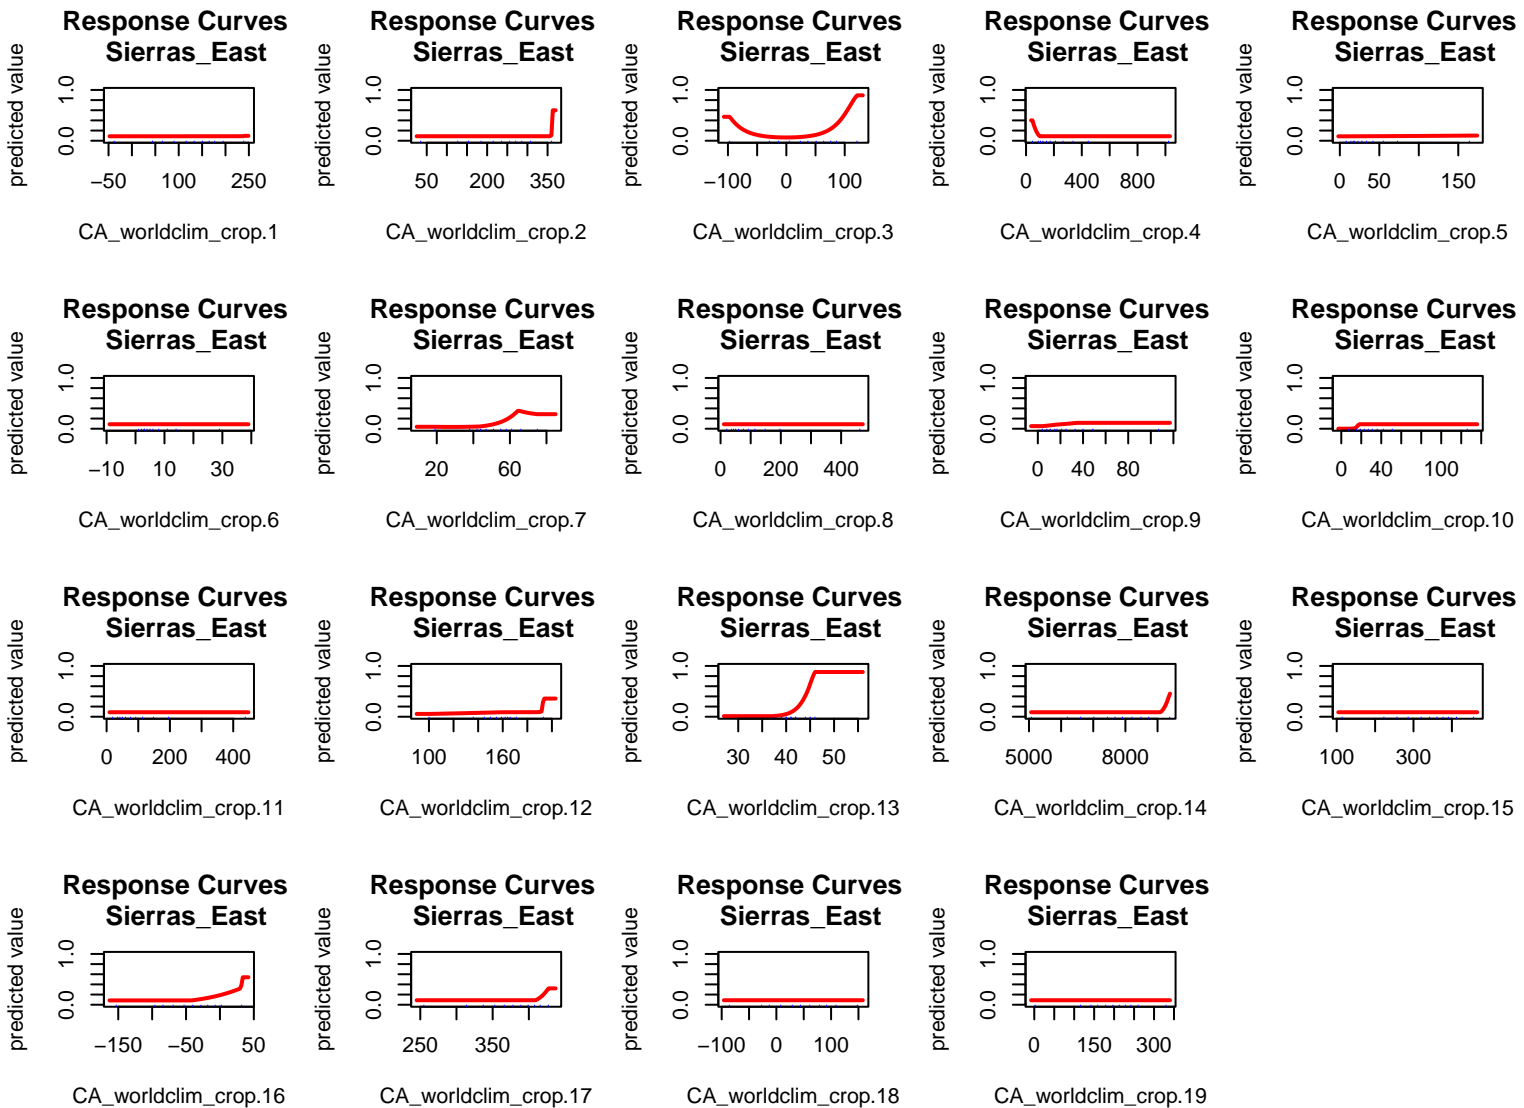 Response Curves
Sierras_East
predicted value
0.0 1.0
−50 100 250
CA_worldclim_crop.1
Response Curves
Sierras_East
predicted value
0.0 1.0
50 200 350
CA_worldclim_crop.2
Response Curves
Sierras_East
predicted value
0.0 1.0
−100 0 100
CA_worldclim_crop.3
Response Curves
Sierras_East
predicted value
0.0 1.0
0 400 800
CA_worldclim_crop.4
Response Curves
Sierras_East
predicted value
0.0 1.0
0 50 150
CA_worldclim_crop.5
Response Curves
Sierras_East
predicted value
0.0 1.0
−10 10 30
CA_worldclim_crop.6
Response Curves
Sierras_East
predicted value
0.0 1.0
20 60
CA_worldclim_crop.7
Response Curves
Sierras_East
predicted value
0.0 1.0
0 200 400
CA_worldclim_crop.8
Response Curves
Sierras_East
predicted value
0.0 1.0
0 40 80
CA_worldclim_crop.9
Response Curves
Sierras_East
predicted value
0.0 1.0
0 40 100
CA_worldclim_crop.10
Response Curves
Sierras_East
predicted value
0.0 1.0
0 200 400
CA_worldclim_crop.11
Response Curves
Sierras_East
predicted value
0.0 1.0
100 160
CA_worldclim_crop.12
Response Curves
Sierras_East
predicted value
0.0 1.0
30 40 50
CA_worldclim_crop.13
Response Curves
Sierras_East
predicted value
0.0 1.0
5000 8000
CA_worldclim_crop.14
Response Curves
Sierras_East
predicted value
0.0 1.0
100 300
CA_worldclim_crop.15
Response Curves
Sierras_East
predicted value
0.0 1.0
−150 −50 50
CA_worldclim_crop.16
Response Curves
Sierras_East
predicted value
0.0 1.0
250 350
CA_worldclim_crop.17
Response Curves
Sierras_East
predicted value
0.0 1.0
−100 0 100
CA_worldclim_crop.18
Response Curves
Sierras_East
predicted value
0.0 1.0
0 150 300
CA_worldclim_crop.19